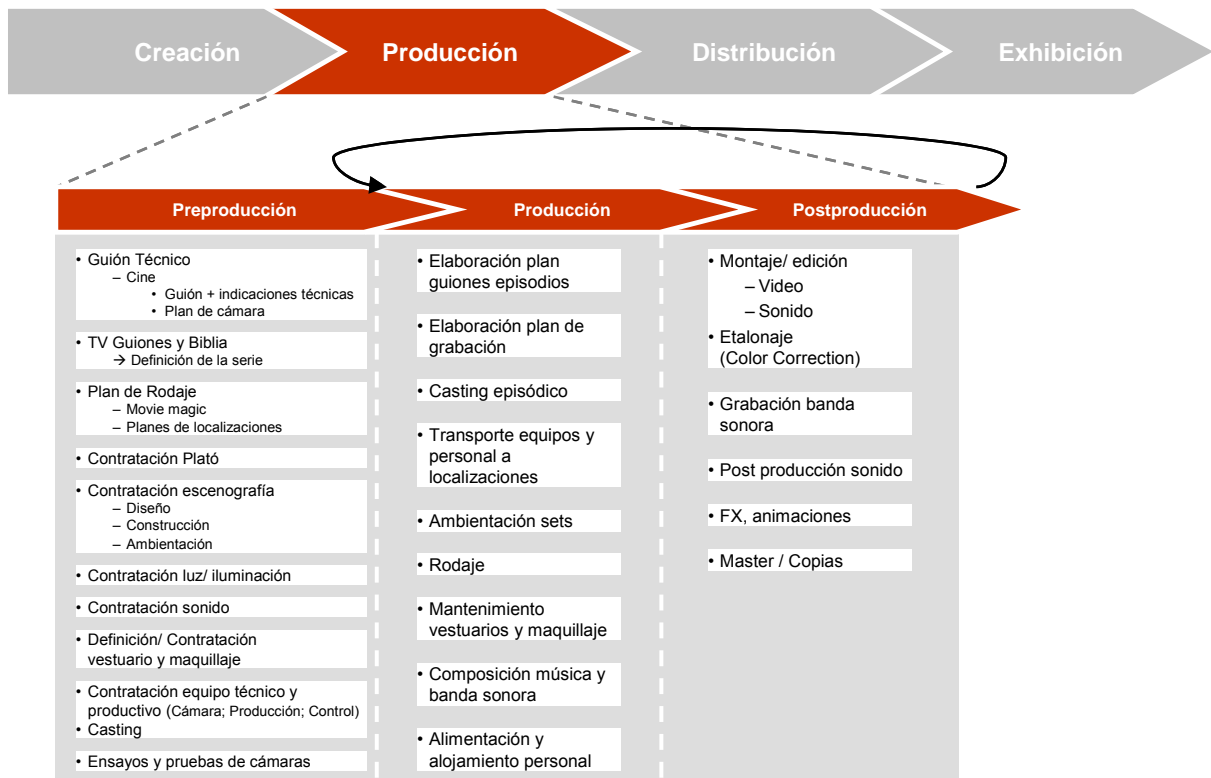 Creación
Producción
Distribución
Exhibición
Preproducción
Producción
Postproducción
• Guión Técnico
– Cine
• Guión + indicaciones técnicas
• Plan de cámara
• TV Guiones y Biblia
→ Definición de la serie
• Plan de Rodaje
– Movie magic
– Planes de localizaciones
• Contratación Plató
• Contratación escenografía
– Diseño
– Construcción
– Ambientación
• Contratación luz/ iluminación
• Contratación sonido
• Definición/ Contratación
vestuario y maquillaje
• Contratación equipo técnico y
productivo (Cámara; Producción; Control)
• Casting
• Ensayos y pruebas de cámaras
• Elaboración plan
guiones episodios
• Elaboración plan de
grabación
• Casting episódico
• Transporte equipos y
personal a
localizaciones
• Ambientación sets
• Rodaje
• Mantenimiento
vestuarios y maquillaje
• Composición música y
banda sonora
• Alimentación y
alojamiento personal
• Montaje/ edición
– Video
– Sonido
• Etalonaje
(Color Correction)
• Grabación banda
sonora
• Post producción sonido
• FX, animaciones
• Master / Copias